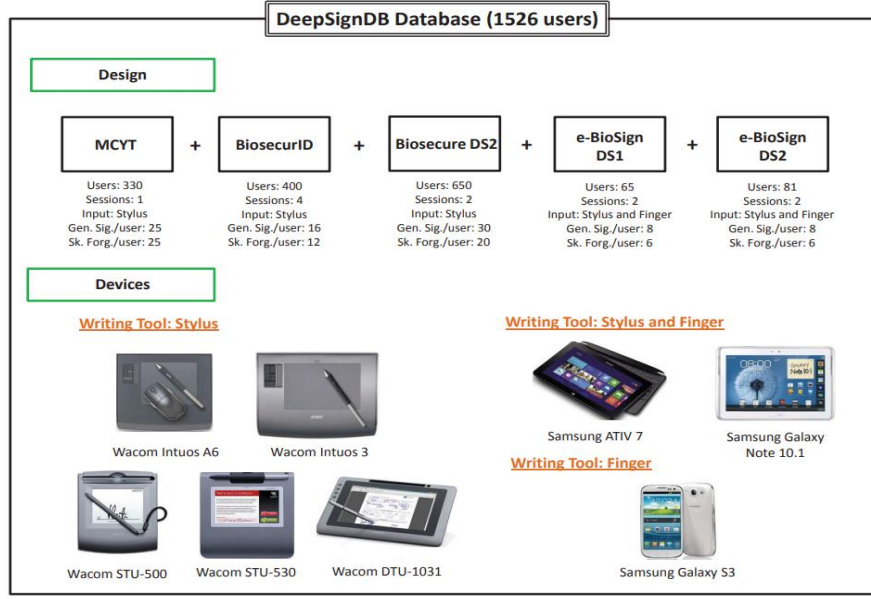 DeepSignDB Database (1526 users)
Design
MCYT + BiosecurID + Biosecure DS2 + e-BioSign DS1 + e-BioSign DS2
Users: 330
Sessions: 1
Input: Stylus
Gen. Sig./user: 25
Sk. Forg./user: 25
Users: 400
Sessions: 4
Input: Stylus
Gen. Sig./user: 16
Sk. Forg./user: 12
Users: 650
Sessions: 2
Input: Stylus
Gen. Sig./user: 30
Sk. Forg./user: 20
Users: 65
Sessions: 2
Input: Stylus and Finger
Gen. Sig./user: 8
Sk. Forg./user: 6
Users: 81
Sessions: 2
Input: Stylus and Finger
Gen. Sig./user: 8
Sk. Forg./user: 6
Devices
Writing Tool: Stylus
Wacom Intuos A6
Wacom Intuos 3
Wacom STU-500
Wacom STU-530
Wacom DTU-1031
Writing Tool: Stylus and Finger
Samsung ATIV 7
08:00
GALAXY
Note 10.1
Samsung Galaxy
Note 10.1
Writing Tool: Finger
Samsung Galaxy S3